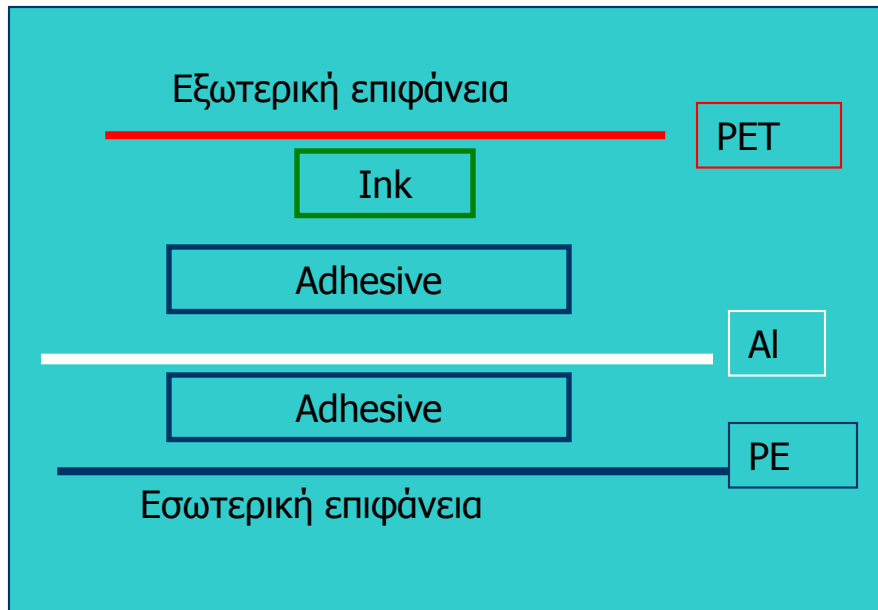 Εξωτερική επιφάνεια
PET
Ink
Adhesive
Al
Adhesive
PE
Εσωτερική επιφάνεια